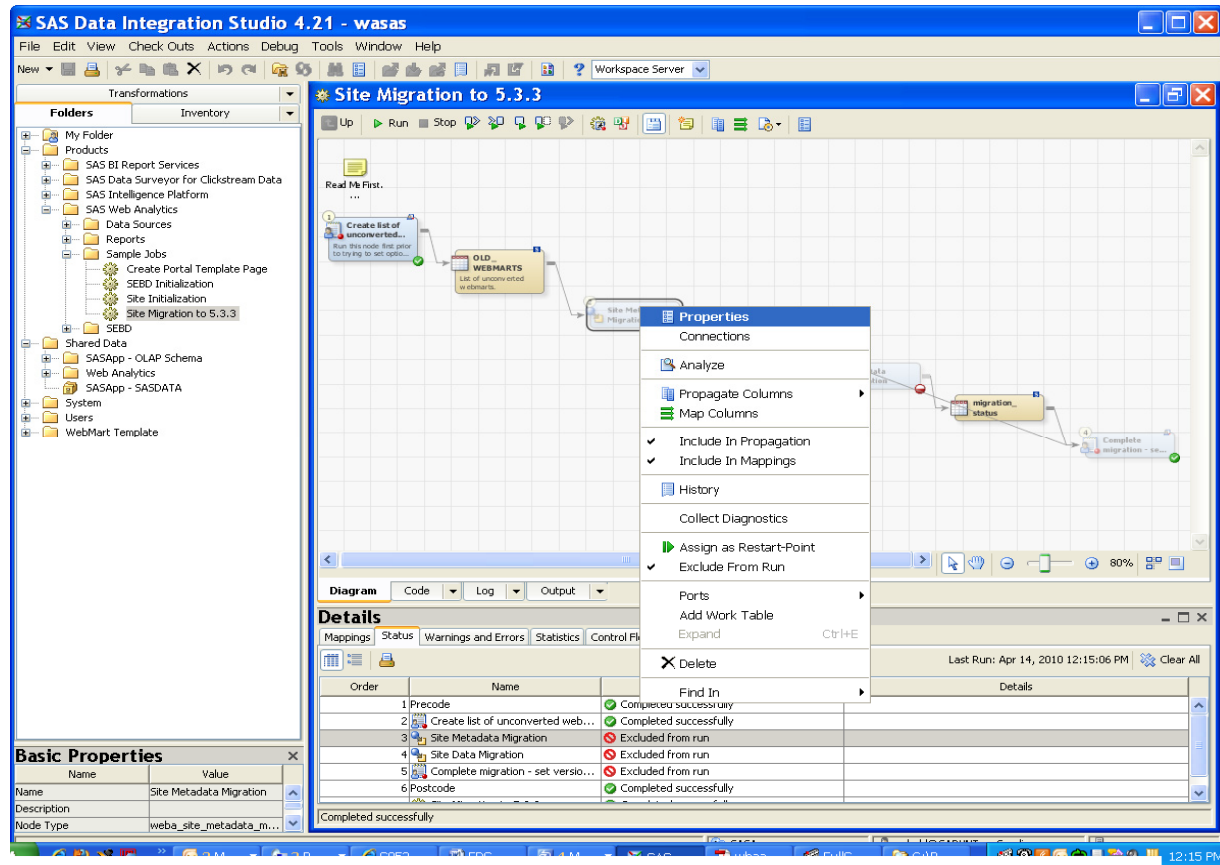 SAS Data Integration Studio 4.21 - wasas
File Edit View Check Outs Actions Debug Tools Window Help
New Workspace Server
Transformations
Folders Inventory
My Folder
Products
SAS BI Report Services
SAS Data Surveyor for Clickstream Data
SAS Intelligence Platform
SAS Web Analytics
Data Sources
Reports
Sample Jobs
Create Portal Template Page
SEBD Initialization
Site Initialization
Site Migration to 5.3.3
SEBD
Shared Data
SASApp - OLAP Schema
Web Analytics
SASApp - SASDATA
System
Users
WebMart Template
Basic Properties
Name Value
Name Site Metadata Migration
Description
Node Type weba_site_metadata_m...
Site Migration to 5.3.3
Up Run Stop
Read Me First.
...
1
Create list of
unconverted...
Run this node first prior
to trying to set optio...
OLD_
WEBMARTS
List of unconverted
webmarts.
Site Me
Migratio
migration_
status
4
Complete
migration - se...
Properties
Connections
Analyze
Propagate Columns
Map Columns
Include In Propagation
Include In Mappings
History
Collect Diagnostics
Assign as Restart-Point
Exclude From Run
Ports
Add Work Table
Expand Ctrl+E
Delete
Find In
80%
Diagram Code Log Output
Details
Mappings Status Warnings and Errors Statistics Control Fl
Last Run: Apr 14, 2010 12:15:06 PM Clear All
Order Name Details
1 Precode Completed successfully
2 Create list of unconverted web... Completed successfully
3 Site Metadata Migration Excluded from run
4 Site Data Migration Excluded from run
5 Complete migration - set versio... Excluded from run
6 Postcode Completed successfully
Completed successfully
12:15 PM